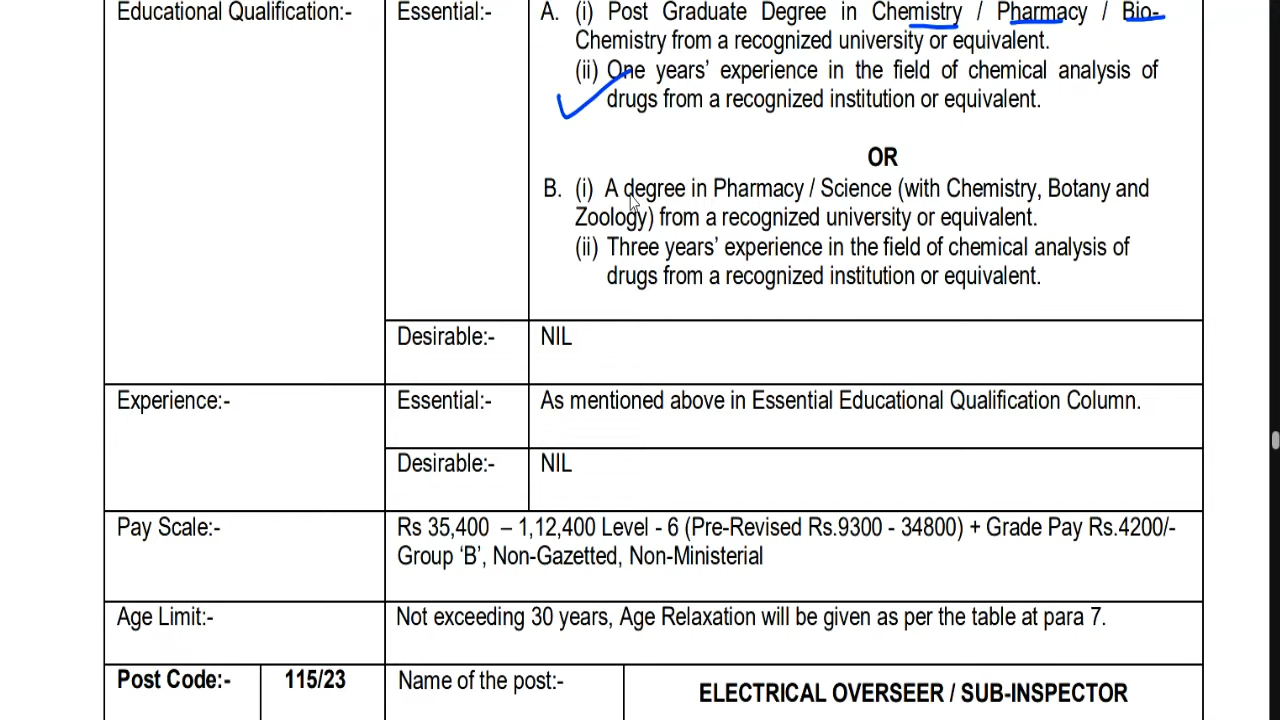 Educational Qualification:- Essential:- A. (i) Post Graduate Degree in Chemistry / Pharmacy / Bio-
Chemistry from a recognized university or equivalent.
(ii) One years' experience in the field of chemical analysis of
drugs from a recognized institution or equivalent.
OR
B. (i) A degree in Pharmacy / Science (with Chemistry, Botany and
Zoology) from a recognized university or equivalent.
(ii) Three years' experience in the field of chemical analysis of
drugs from a recognized institution or equivalent.
Desirable:- NIL
Experience:- Essential:- As mentioned above in Essential Educational Qualification Column.
Desirable:- NIL
Pay Scale:- Rs 35,400 – 1,12,400 Level - 6 (Pre-Revised Rs.9300 - 34800) + Grade Pay Rs.4200/-
Group ‘B’, Non-Gazetted, Non-Ministerial
Age Limit:- Not exceeding 30 years, Age Relaxation will be given as per the table at para 7.
Post Code:- 115/23 Name of the post:- ELECTRICAL OVERSEER / SUB-INSPECTOR